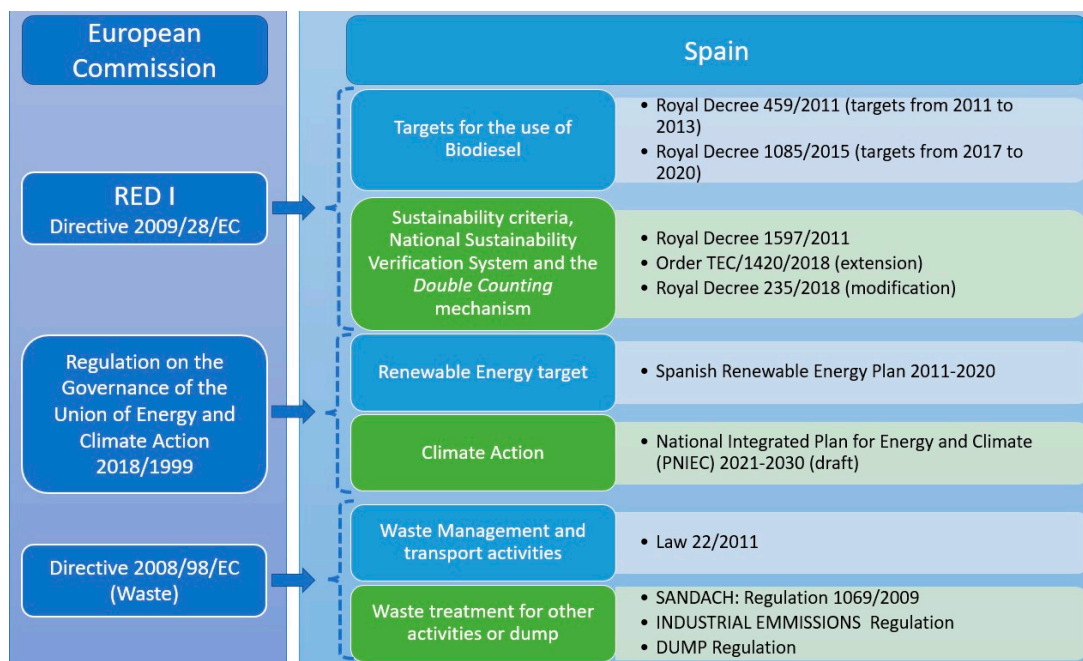 European
Commission
Spain
RED I
Directive 2009/28/EC
Targets for the use of
Biodiesel
• Royal Decree 459/2011 (targets from 2011 to
2013)
• Royal Decree 1085/2015 (targets from 2017 to
2020)
Sustainability criteria,
National Sustainability
Verification System and the
Double Counting
mechanism
• Royal Decree 1597/2011
• Order TEC/1420/2018 (extension)
• Royal Decree 235/2018 (modification)
Regulation on the
Governance of the
Union of Energy and
Climate Action
2018/1999
Renewable Energy target
• Spanish Renewable Energy Plan 2011-2020
Climate Action
• National Integrated Plan for Energy and Climate
(PNIEC) 2021-2030 (draft)
Directive 2008/98/EC
(Waste)
Waste Management and
transport activities
• Law 22/2011
Waste treatment for other
activities or dump
• SANDACH: Regulation 1069/2009
• INDUSTRIAL EMMISSIONS Regulation
• DUMP Regulation